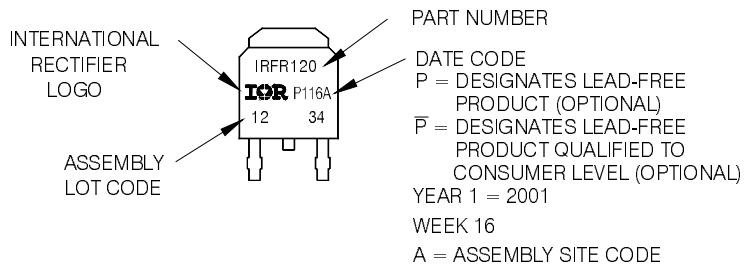 INTERNATIONAL
RECTIFIER
LOGO
ASSEMBLY
LOT CODE
IRFR120
IOR P116A
12 34
PART NUMBER
DATE CODE
P = DESIGNATES LEAD-FREE
PRODUCT (OPTIONAL)
P̅ = DESIGNATES LEAD-FREE
PRODUCT QUALIFIED TO
CONSUMER LEVEL (OPTIONAL)
YEAR 1 = 2001
WEEK 16
A = ASSEMBLY SITE CODE